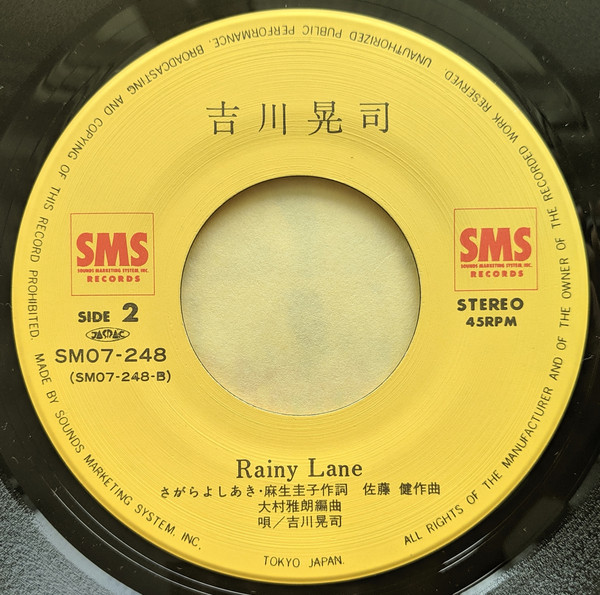 吉川晃司
SMS
SOUNDS MARKETING SYSTEM, INC.
RECORDS
SIDE 2
JASRAC
SM07-248
(SM07-248-B)
SMS
SOUNDS MARKETING SYSTEM, INC.
RECORDS
STEREO
45RPM
Rainy Lane
さがらよしあき・麻生圭子作詞 佐藤 健作曲
大村雅朗編曲
唄/吉川晃司
ALL RIGHTS OF THE MANUFACTURER AND OF THE OWNER OF THE RECORDED WORK RESERVED. UNAUTHORIZED PUBLIC PERFORMANCE, BROADCASTING AND COPYING OF THIS RECORD PROHIBITED. MADE BY SOUNDS MARKETING SYSTEM, INC.
TOKYO JAPAN.